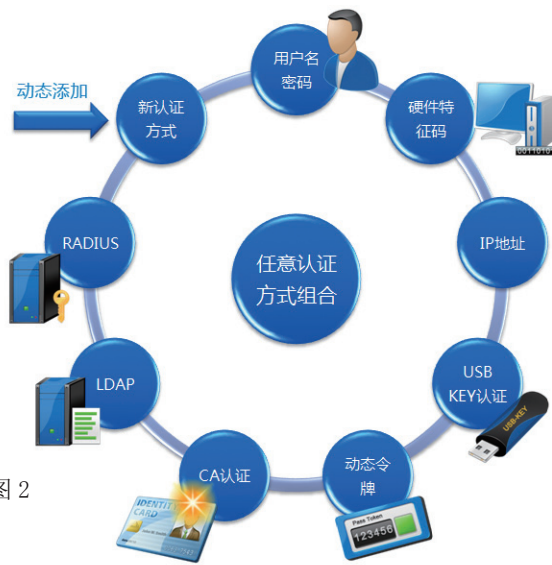 用户名
密码
动态添加
新认证
方式
硬件特
征码
0011010
RADIUS
IP地址
任意认证
方式组合
LDAP
USB
KEY认证
USB-KEY
CA认证
动态令
牌
图 2
IDENTITY
CARD
Pass Token
123456